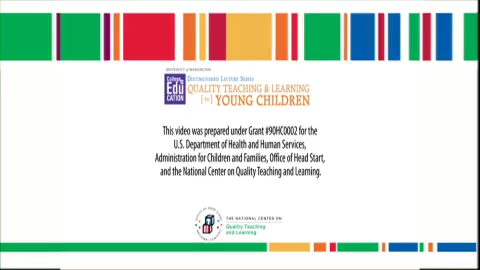 UNIVERSITY of WASHINGTON
College of
Edu
CATION
DISTINGUISHED LECTURE SERIES
QUALITY TEACHING & LEARNING
[for] YOUNG CHILDREN
This video was prepared under Grant #90HC0002 for the
U.S. Department of Health and Human Services,
Administration for Children and Families, Office of Head Start,
and the National Center on Quality Teaching and Learning.
THE NATIONAL CENTER ON
Quality Teaching
and Learning